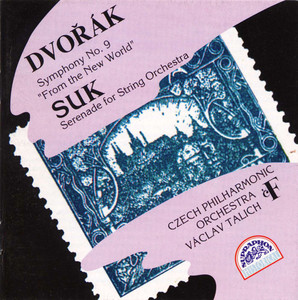 DVOŘÁK
Symphony No. 9
"From the New World"
SUK
Serenade for String Orchestra
CZECH PHILHARMONIC
ORCHESTRA
VÁCLAV TALICH
SUPRAPHON